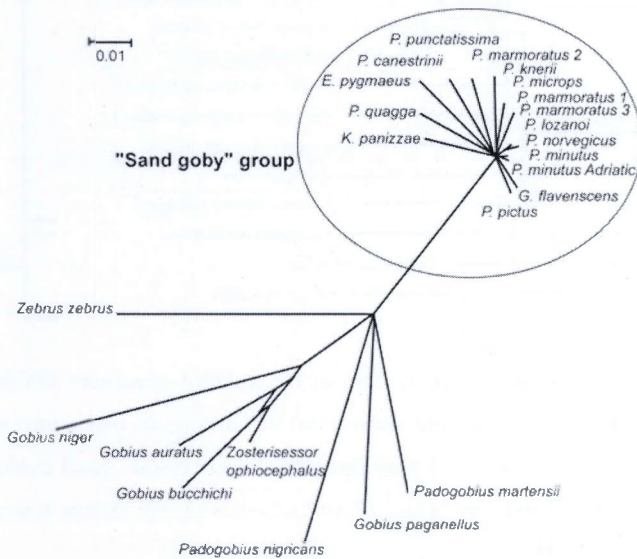 P. punctatissima
P. marmoratus 2
P. canestrinii
P. knerii
E. pygmaeus
P. microps
P. marmoratus 1
P. quagga
P. marmoratus 3
P. lozanoi
K. panizzae
P. norvegicus
P. minutus
P. minutus Adriatic
G. flavenscens
P. pictus
0.01
"Sand goby" group
Zebrus zebrus
Gobius niger
Gobius auratus
Zosterisessor
ophiocephalus
Gobius bucchichi
Padogobius martensii
Gobius paganellus
Padogobius nigricans